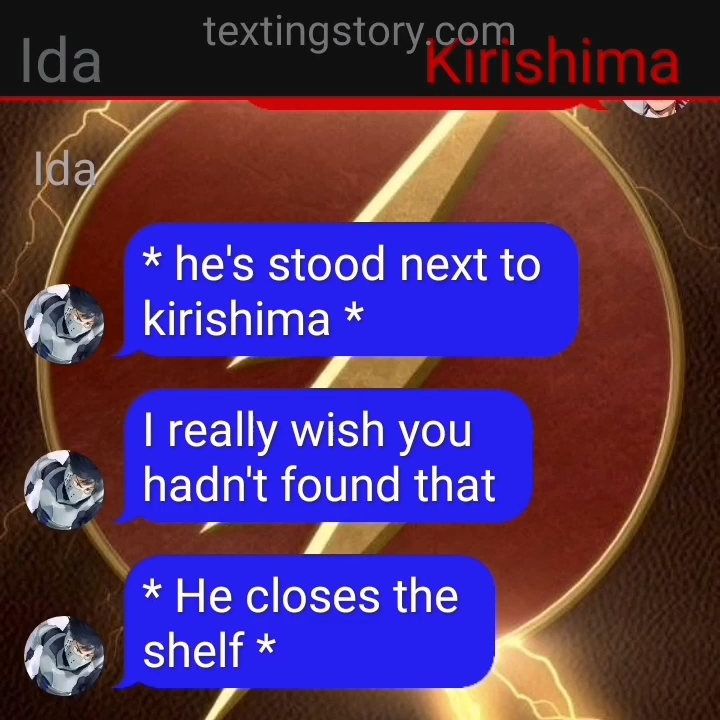 textingstory.com
Ida
Kirishima
Ida
* he's stood next to
kirishima *
I really wish you
hadn't found that
* He closes the
shelf *